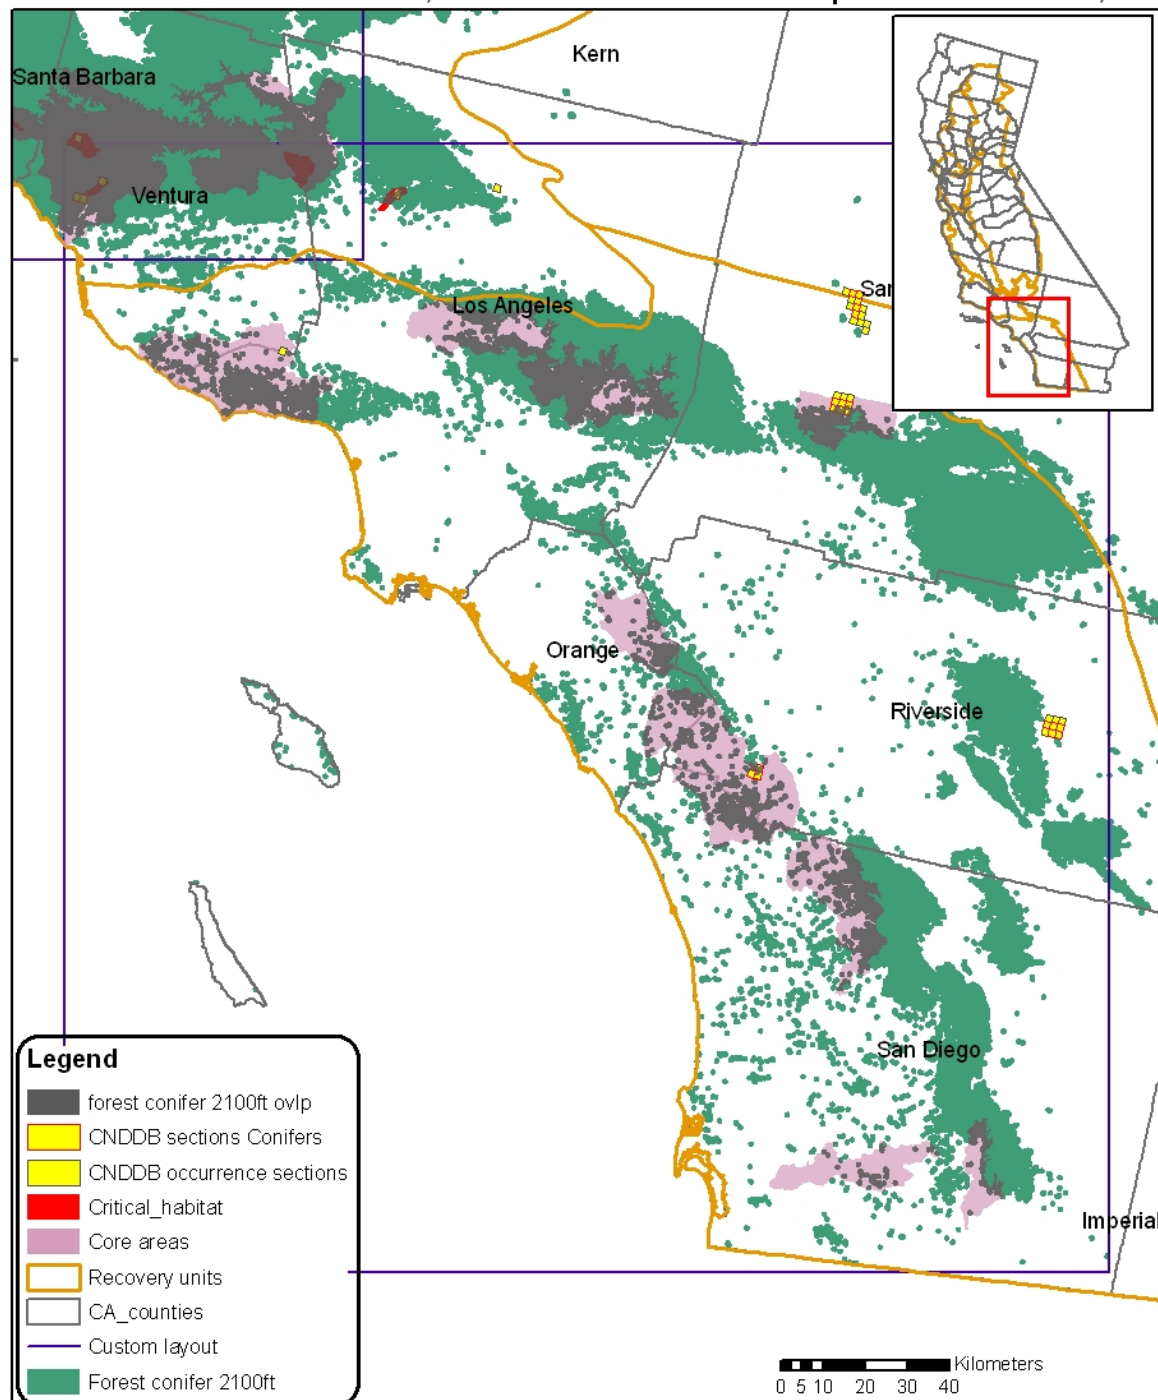 Kern
Santa Barbara
Ventura
San
Los Angeles
Orange
Riverside
San Diego
Imperial
Legend
forest conifer 2100ft ovlp
CNDDB sections Conifers
CNDDB occurrence sections
Critical_habitat
Core areas
Recovery units
CA_counties
Custom layout
Forest conifer 2100ft
Kilometers
0 5 10 20 30 40